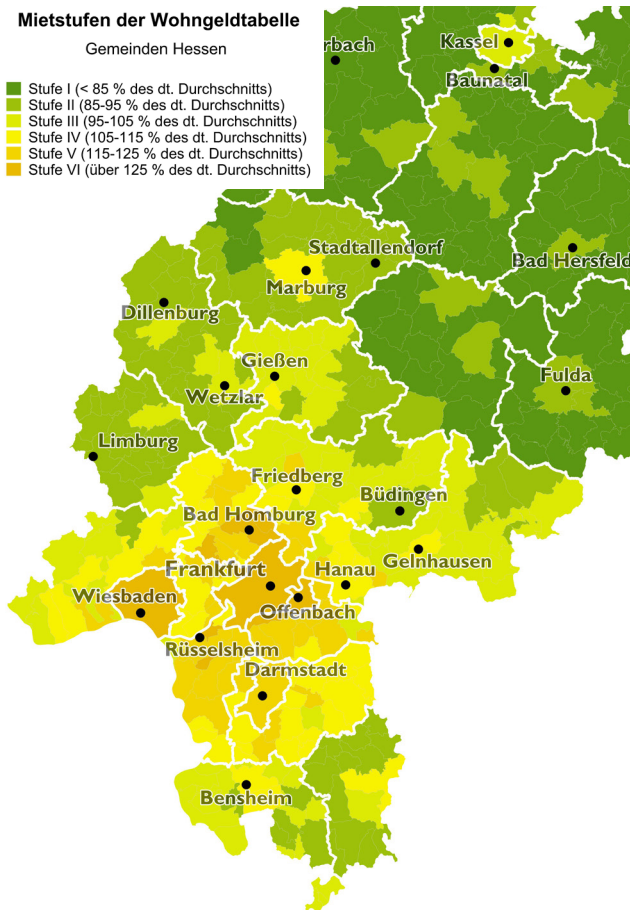 Mietstufen der Wohngeldtabelle
Gemeinden Hessen
Stufe I (< 85 % des dt. Durchschnitts)
Stufe II (85-95 % des dt. Durchschnitts)
Stufe III (95-105 % des dt. Durchschnitts)
Stufe IV (105-115 % des dt. Durchschnitts)
Stufe V (115-125 % des dt. Durchschnitts)
Stufe VI (über 125 % des dt. Durchschnitts)
rbach
Kassel
Baunatal
Stadtallendorf
Bad Hersfeld
Marburg
Dillenburg
Gießen
Wetzlar
Fulda
Limburg
Friedberg
Büdingen
Bad Homburg
Gelnhausen
Frankfurt
Hanau
Wiesbaden
Offenbach
Rüsselsheim
Darmstadt
Bensheim